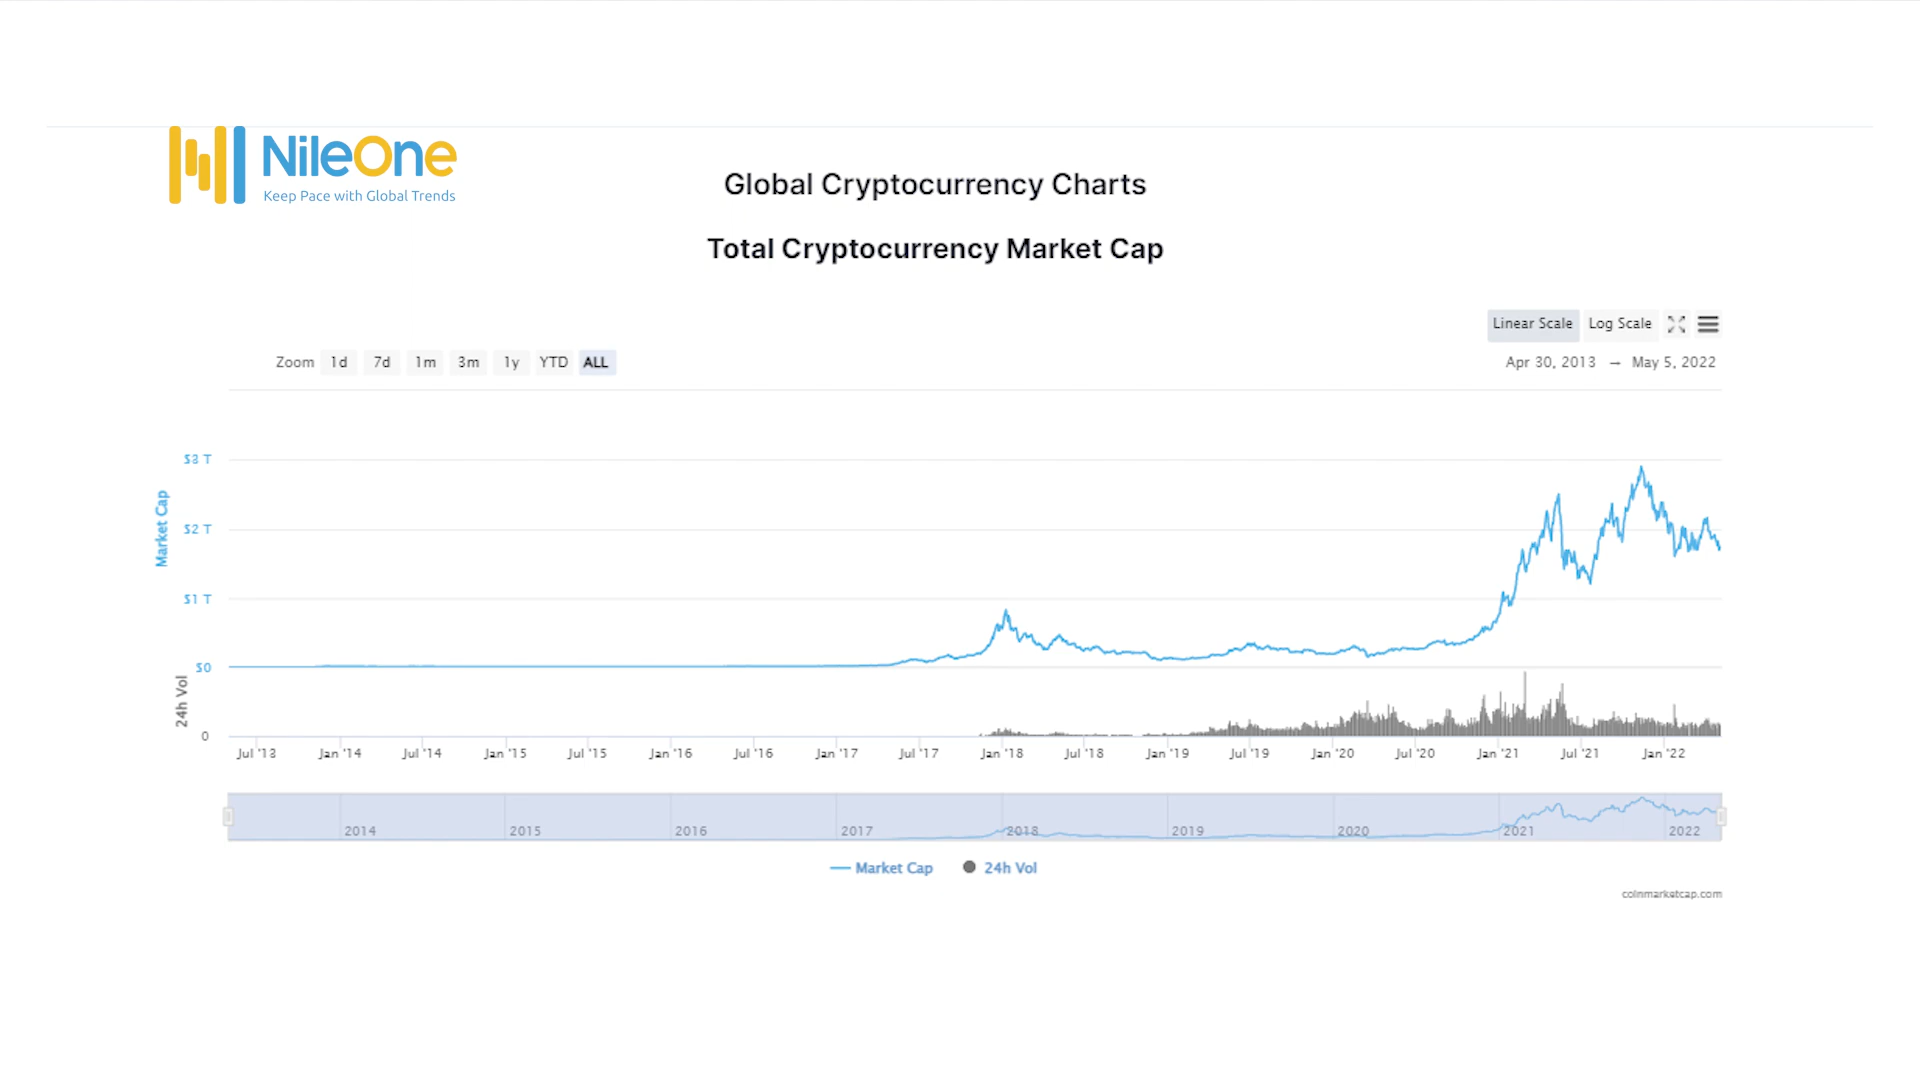 NileOne
Keep Pace with Global Trends
Global Cryptocurrency Charts
Total Cryptocurrency Market Cap
Linear Scale Log Scale
Zoom 1d 7d 1m 3m 1y YTD ALL
Apr 30, 2013 → May 5, 2022
$3 T
$2 T
$1 T
$0
Market Cap
24h Vol
0
Jul '13 Jan '14 Jul '14 Jan '15 Jul '15 Jan '16 Jul '16 Jan '17 Jul '17 Jan '18 Jul '18 Jan '19 Jul '19 Jan '20 Jul '20 Jan '21 Jul '21 Jan '22
2014 2015 2016 2017 2018 2019 2020 2021 2022
Market Cap 24h Vol
coinmarketcap.com